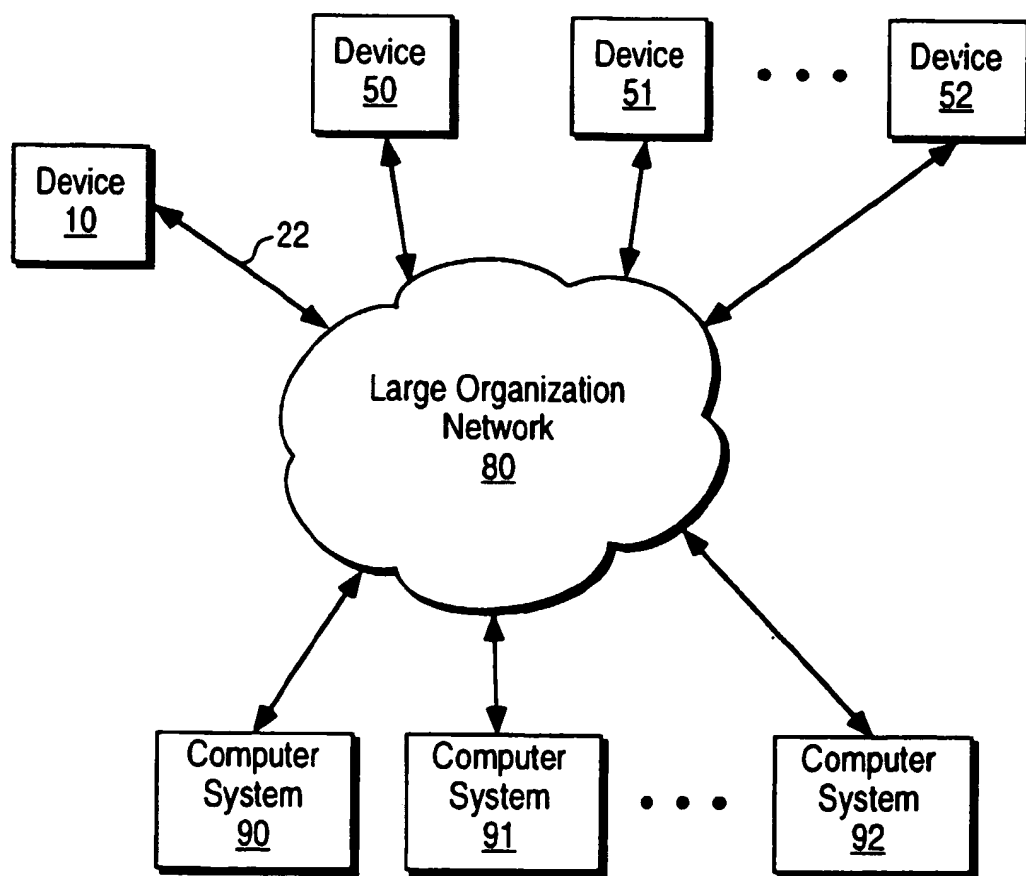 Device
50
Device
51
Device
52
Device
10
22
Large Organization
Network
80
Computer
System
90
Computer
System
91
Computer
System
92